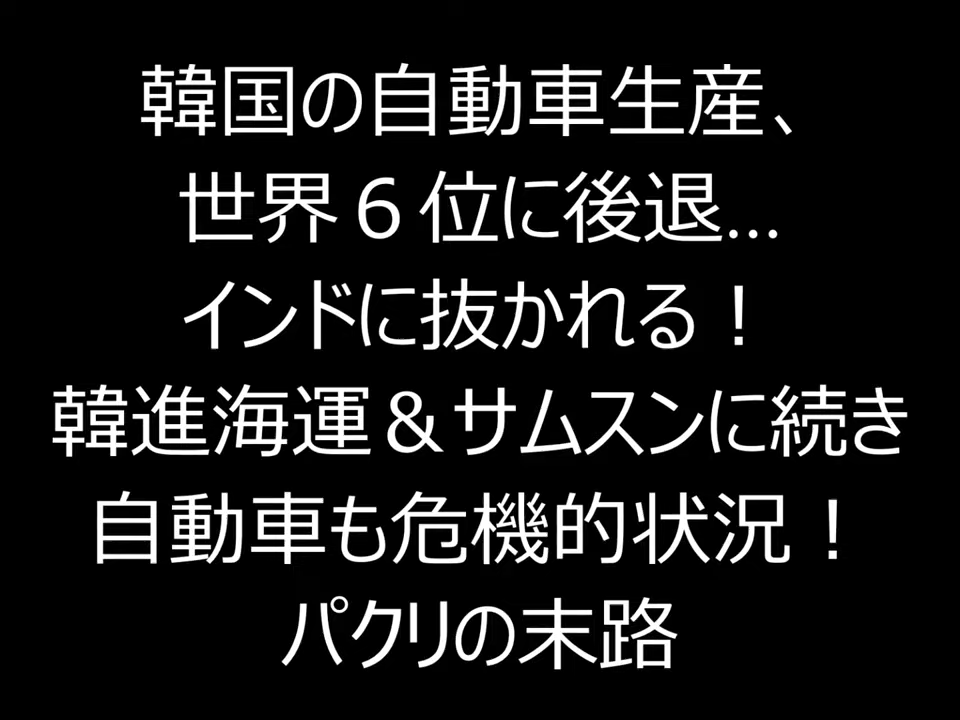 韓国の自動車生産、
世界６位に後退...
インドに抜かれる！
韓進海運＆サムスンに続き
自動車も危機的状況！
パクリの末路